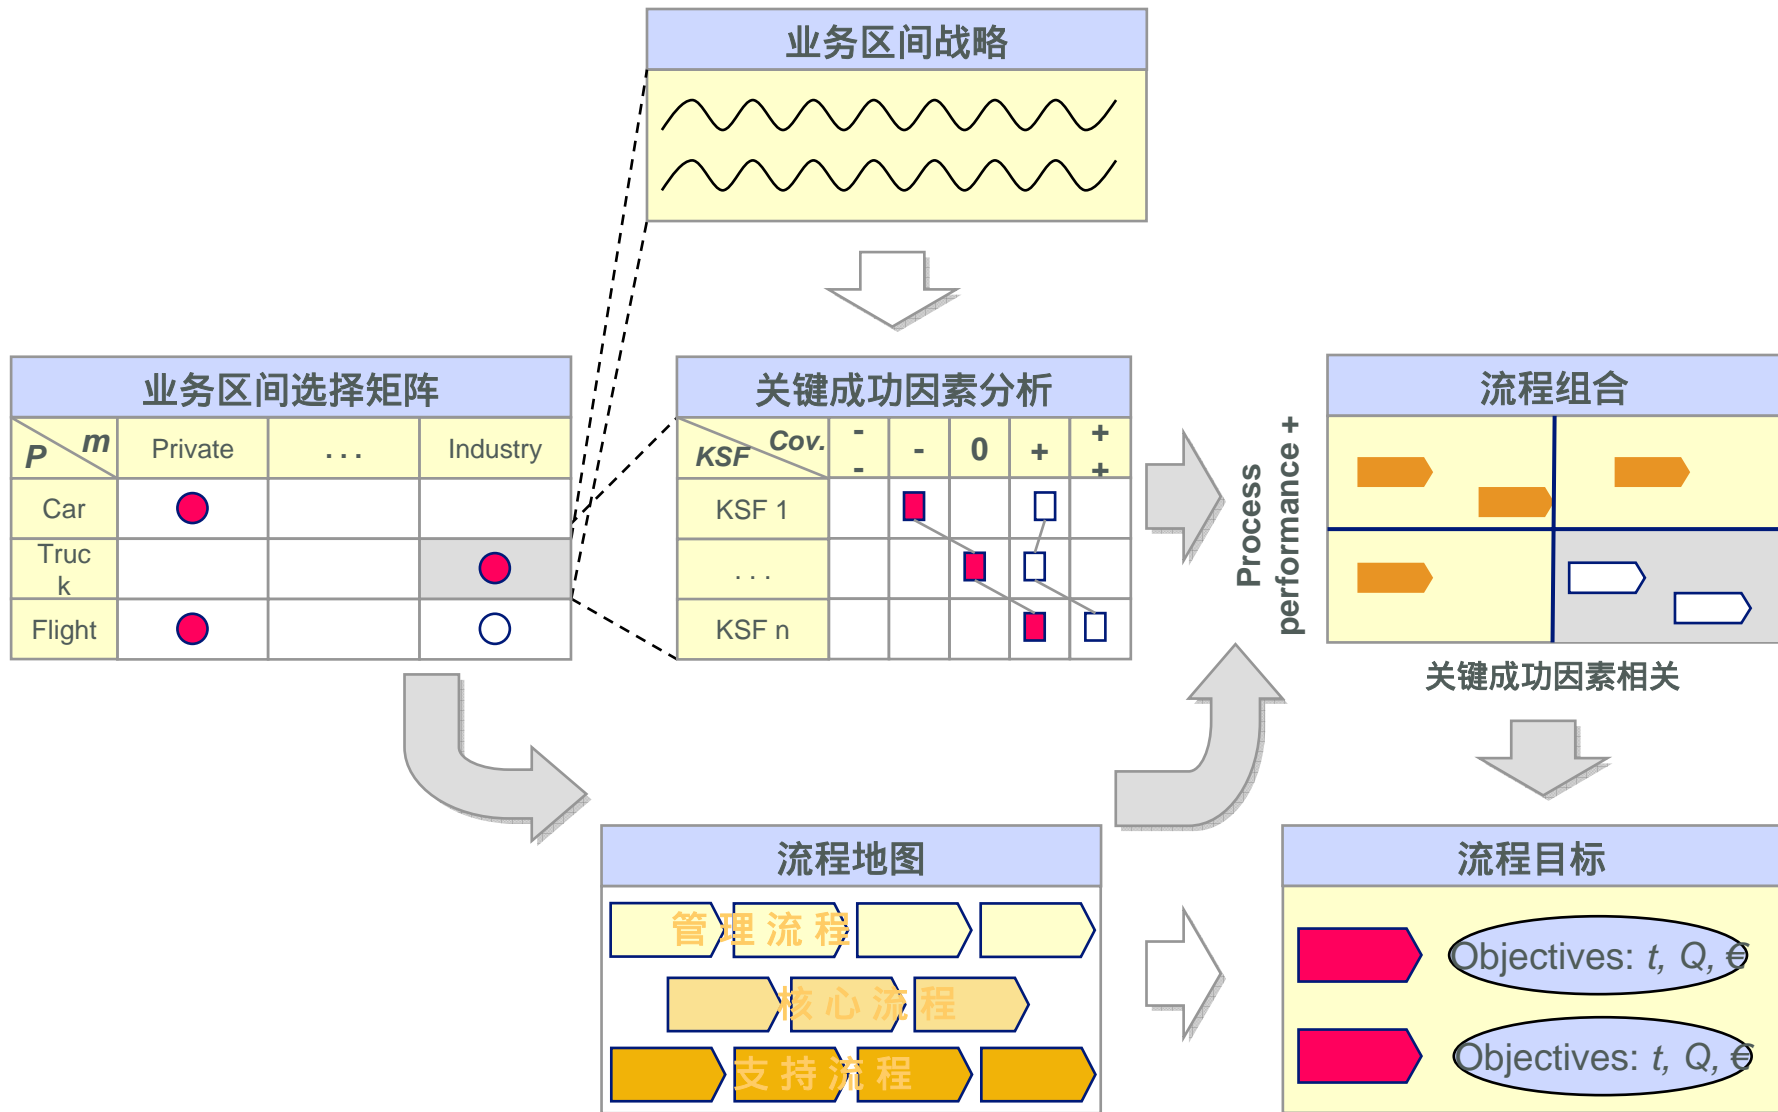 业务区间战略
业务区间选择矩阵
P m Private . . . Industry
Car
Truc
k
Flight
关键成功因素分析
KSF Cov. - - - 0 + + +
KSF 1
. . .
KSF n
Process
performance +
流程组合
关键成功因素相关
流程地图
管 理 流 程
核 心 流 程
支 持 流 程
流程目标
Objectives: t, Q, €
Objectives: t, Q, €